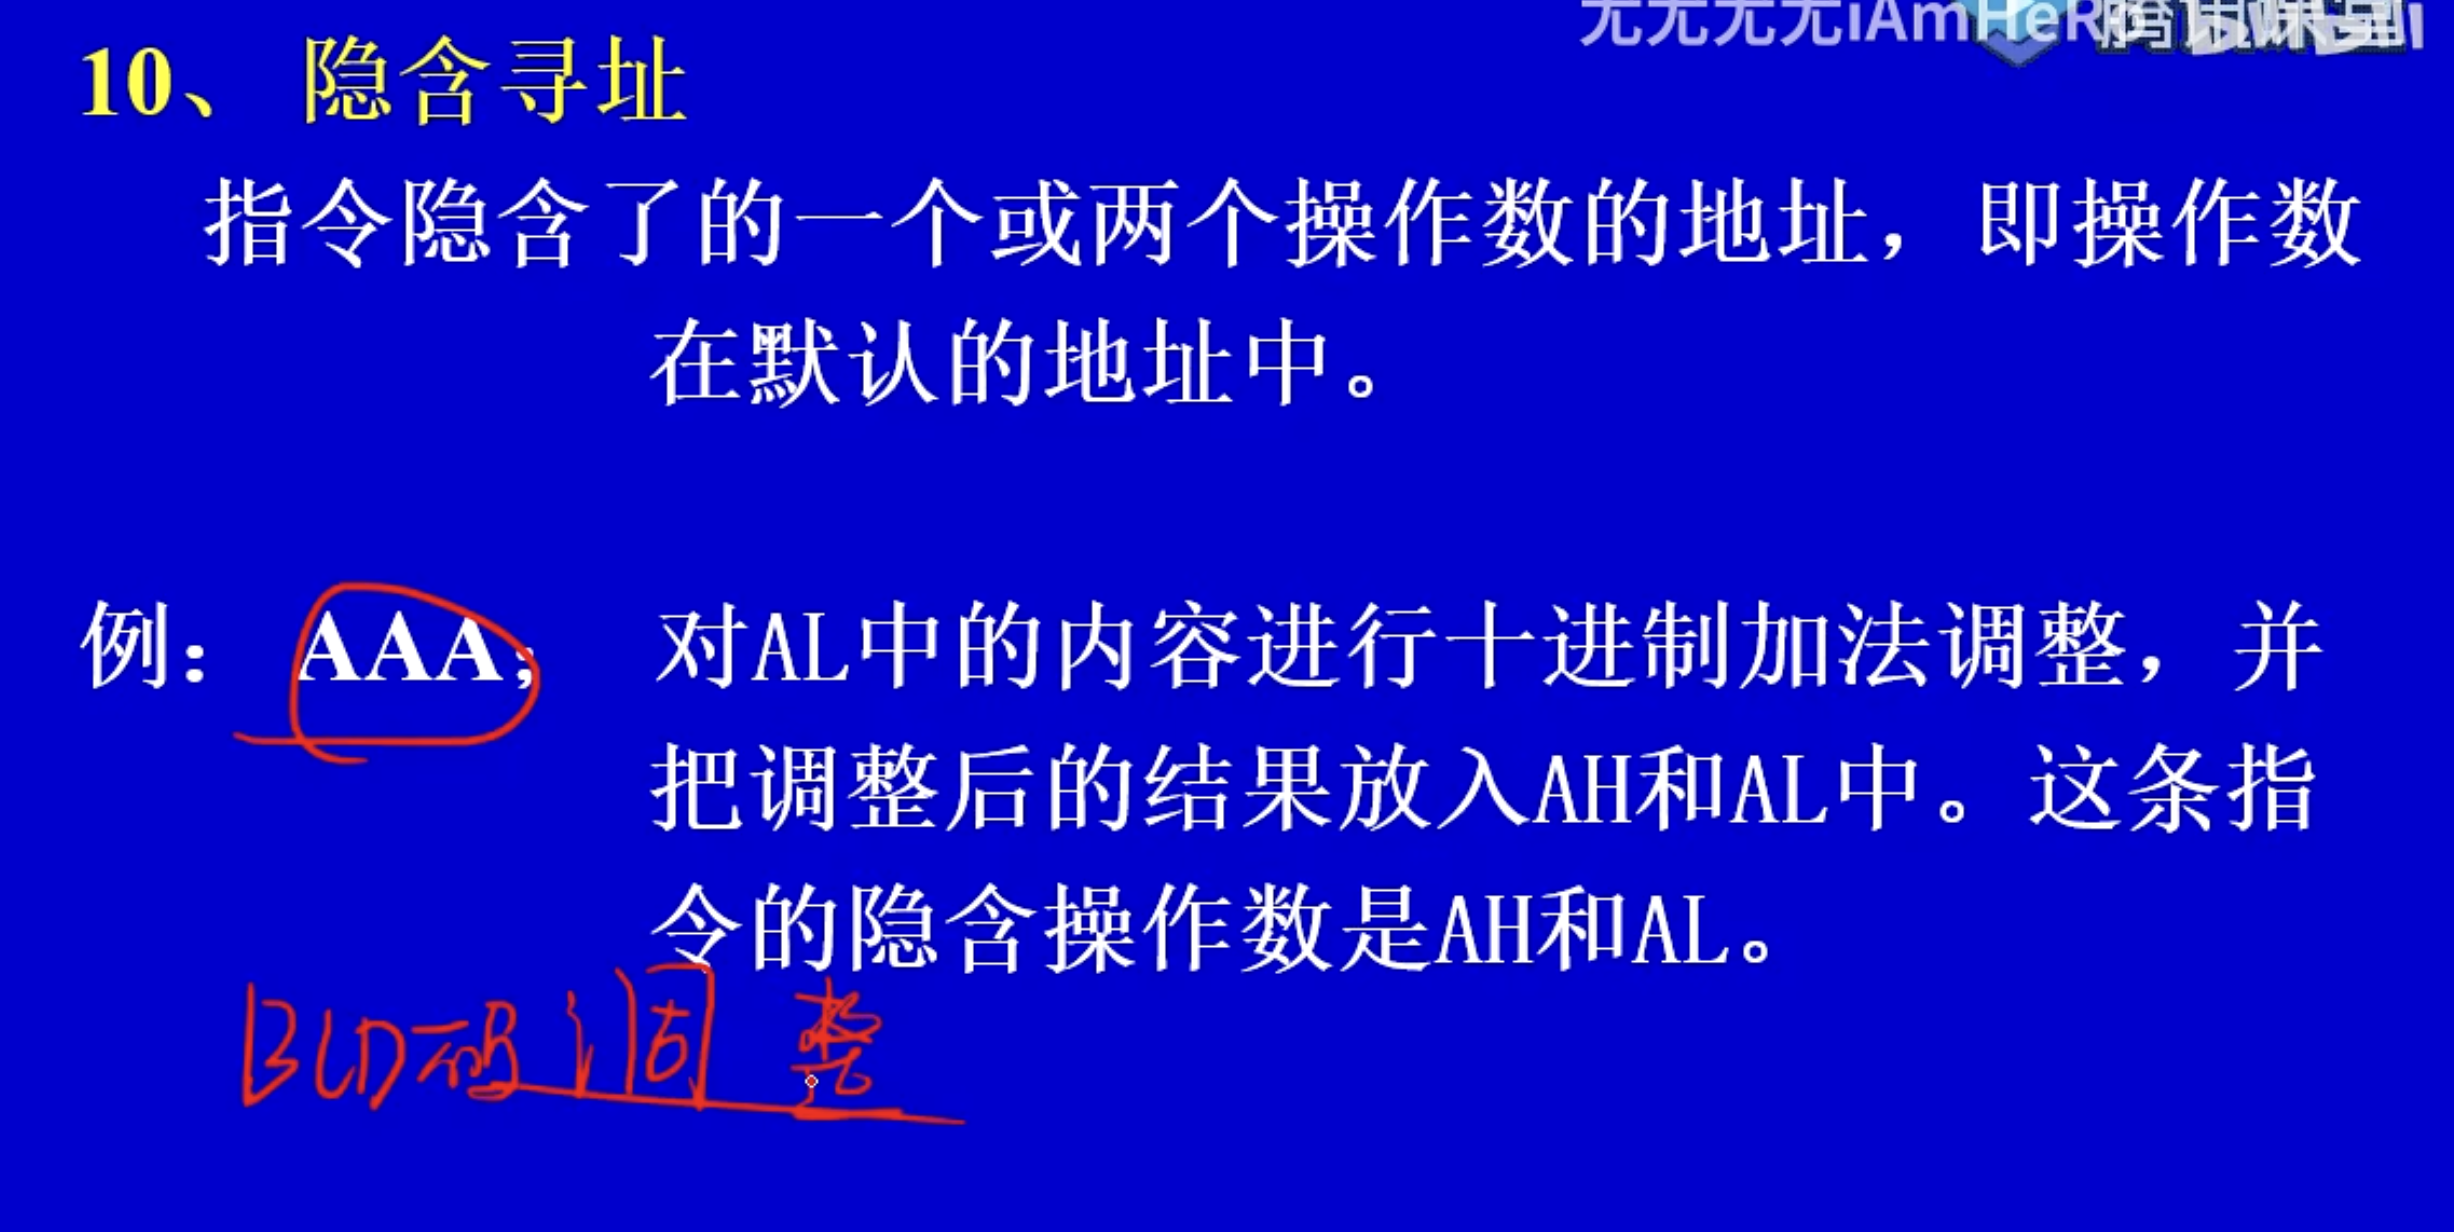 无无无无iAmHeR
10、 隐含寻址
指令隐含了的一个或两个操作数的地址，即操作数
在默认的地址中。
例： AAA； 对AL中的内容进行十进制加法调整，并
把调整后的结果放入AH和AL中。这条指
令的隐含操作数是AH和AL。
BCD码调整